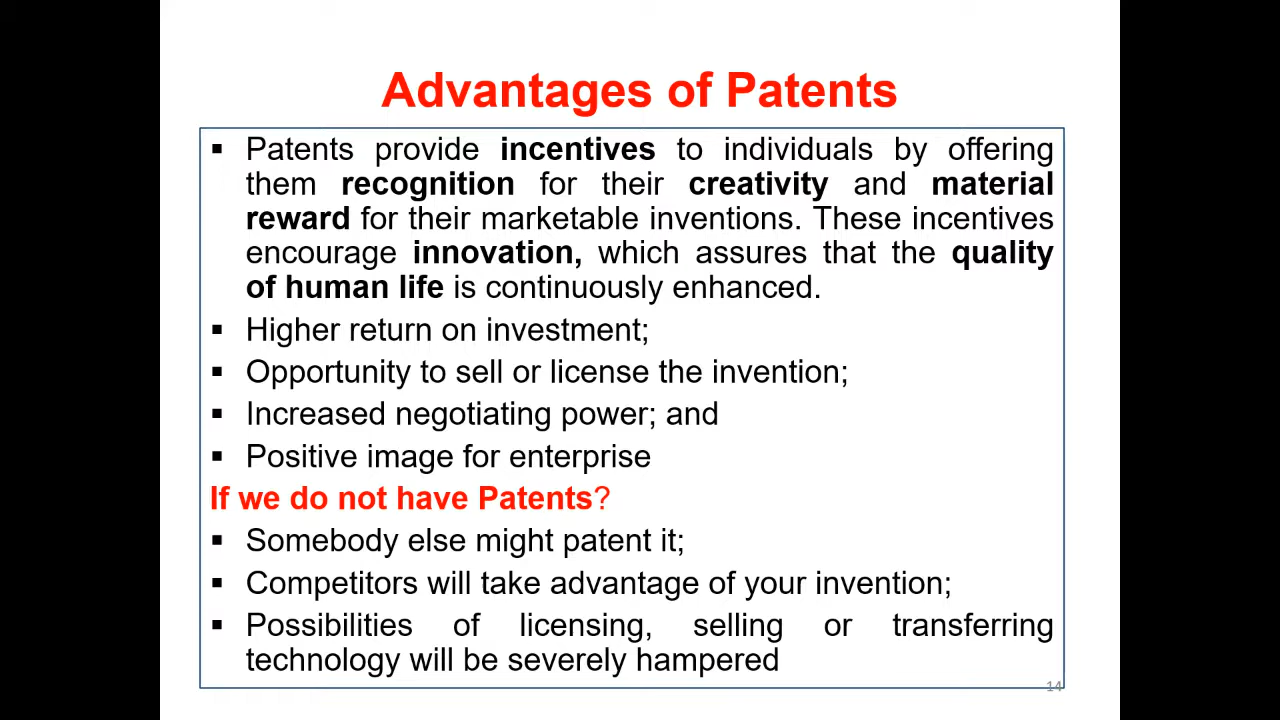 Advantages of Patents
▪ Patents provide incentives to individuals by offering
them recognition for their creativity and material
reward for their marketable inventions. These incentives
encourage innovation, which assures that the quality
of human life is continuously enhanced.
▪ Higher return on investment;
▪ Opportunity to sell or license the invention;
▪ Increased negotiating power; and
▪ Positive image for enterprise
If we do not have Patents?
▪ Somebody else might patent it;
▪ Competitors will take advantage of your invention;
▪ Possibilities of licensing, selling or transferring
technology will be severely hampered
14